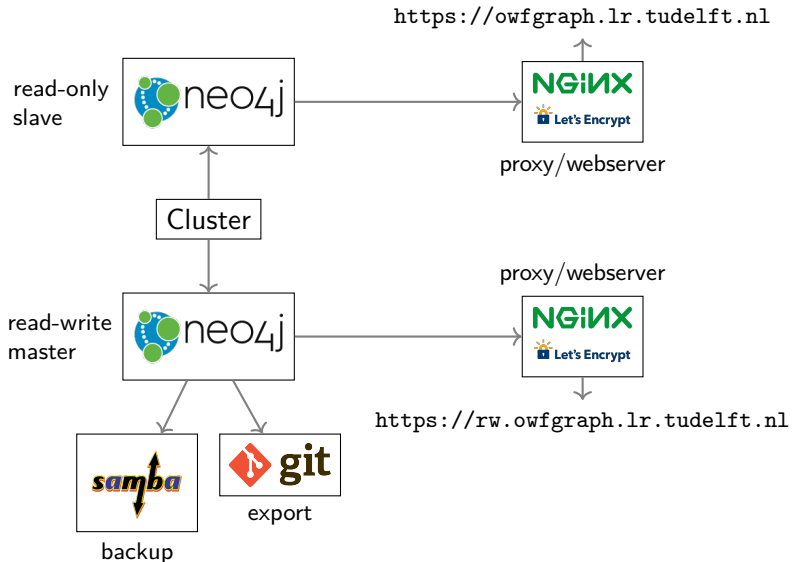 https://owfgraph.lr.tudelft.nl
read-only
slave
neo4j
NGINX
Let's Encrypt
proxy/webserver
Cluster
proxy/webserver
read-write
master
neo4j
NGINX
Let's Encrypt
https://rw.owfgraph.lr.tudelft.nl
samba
git
export
backup